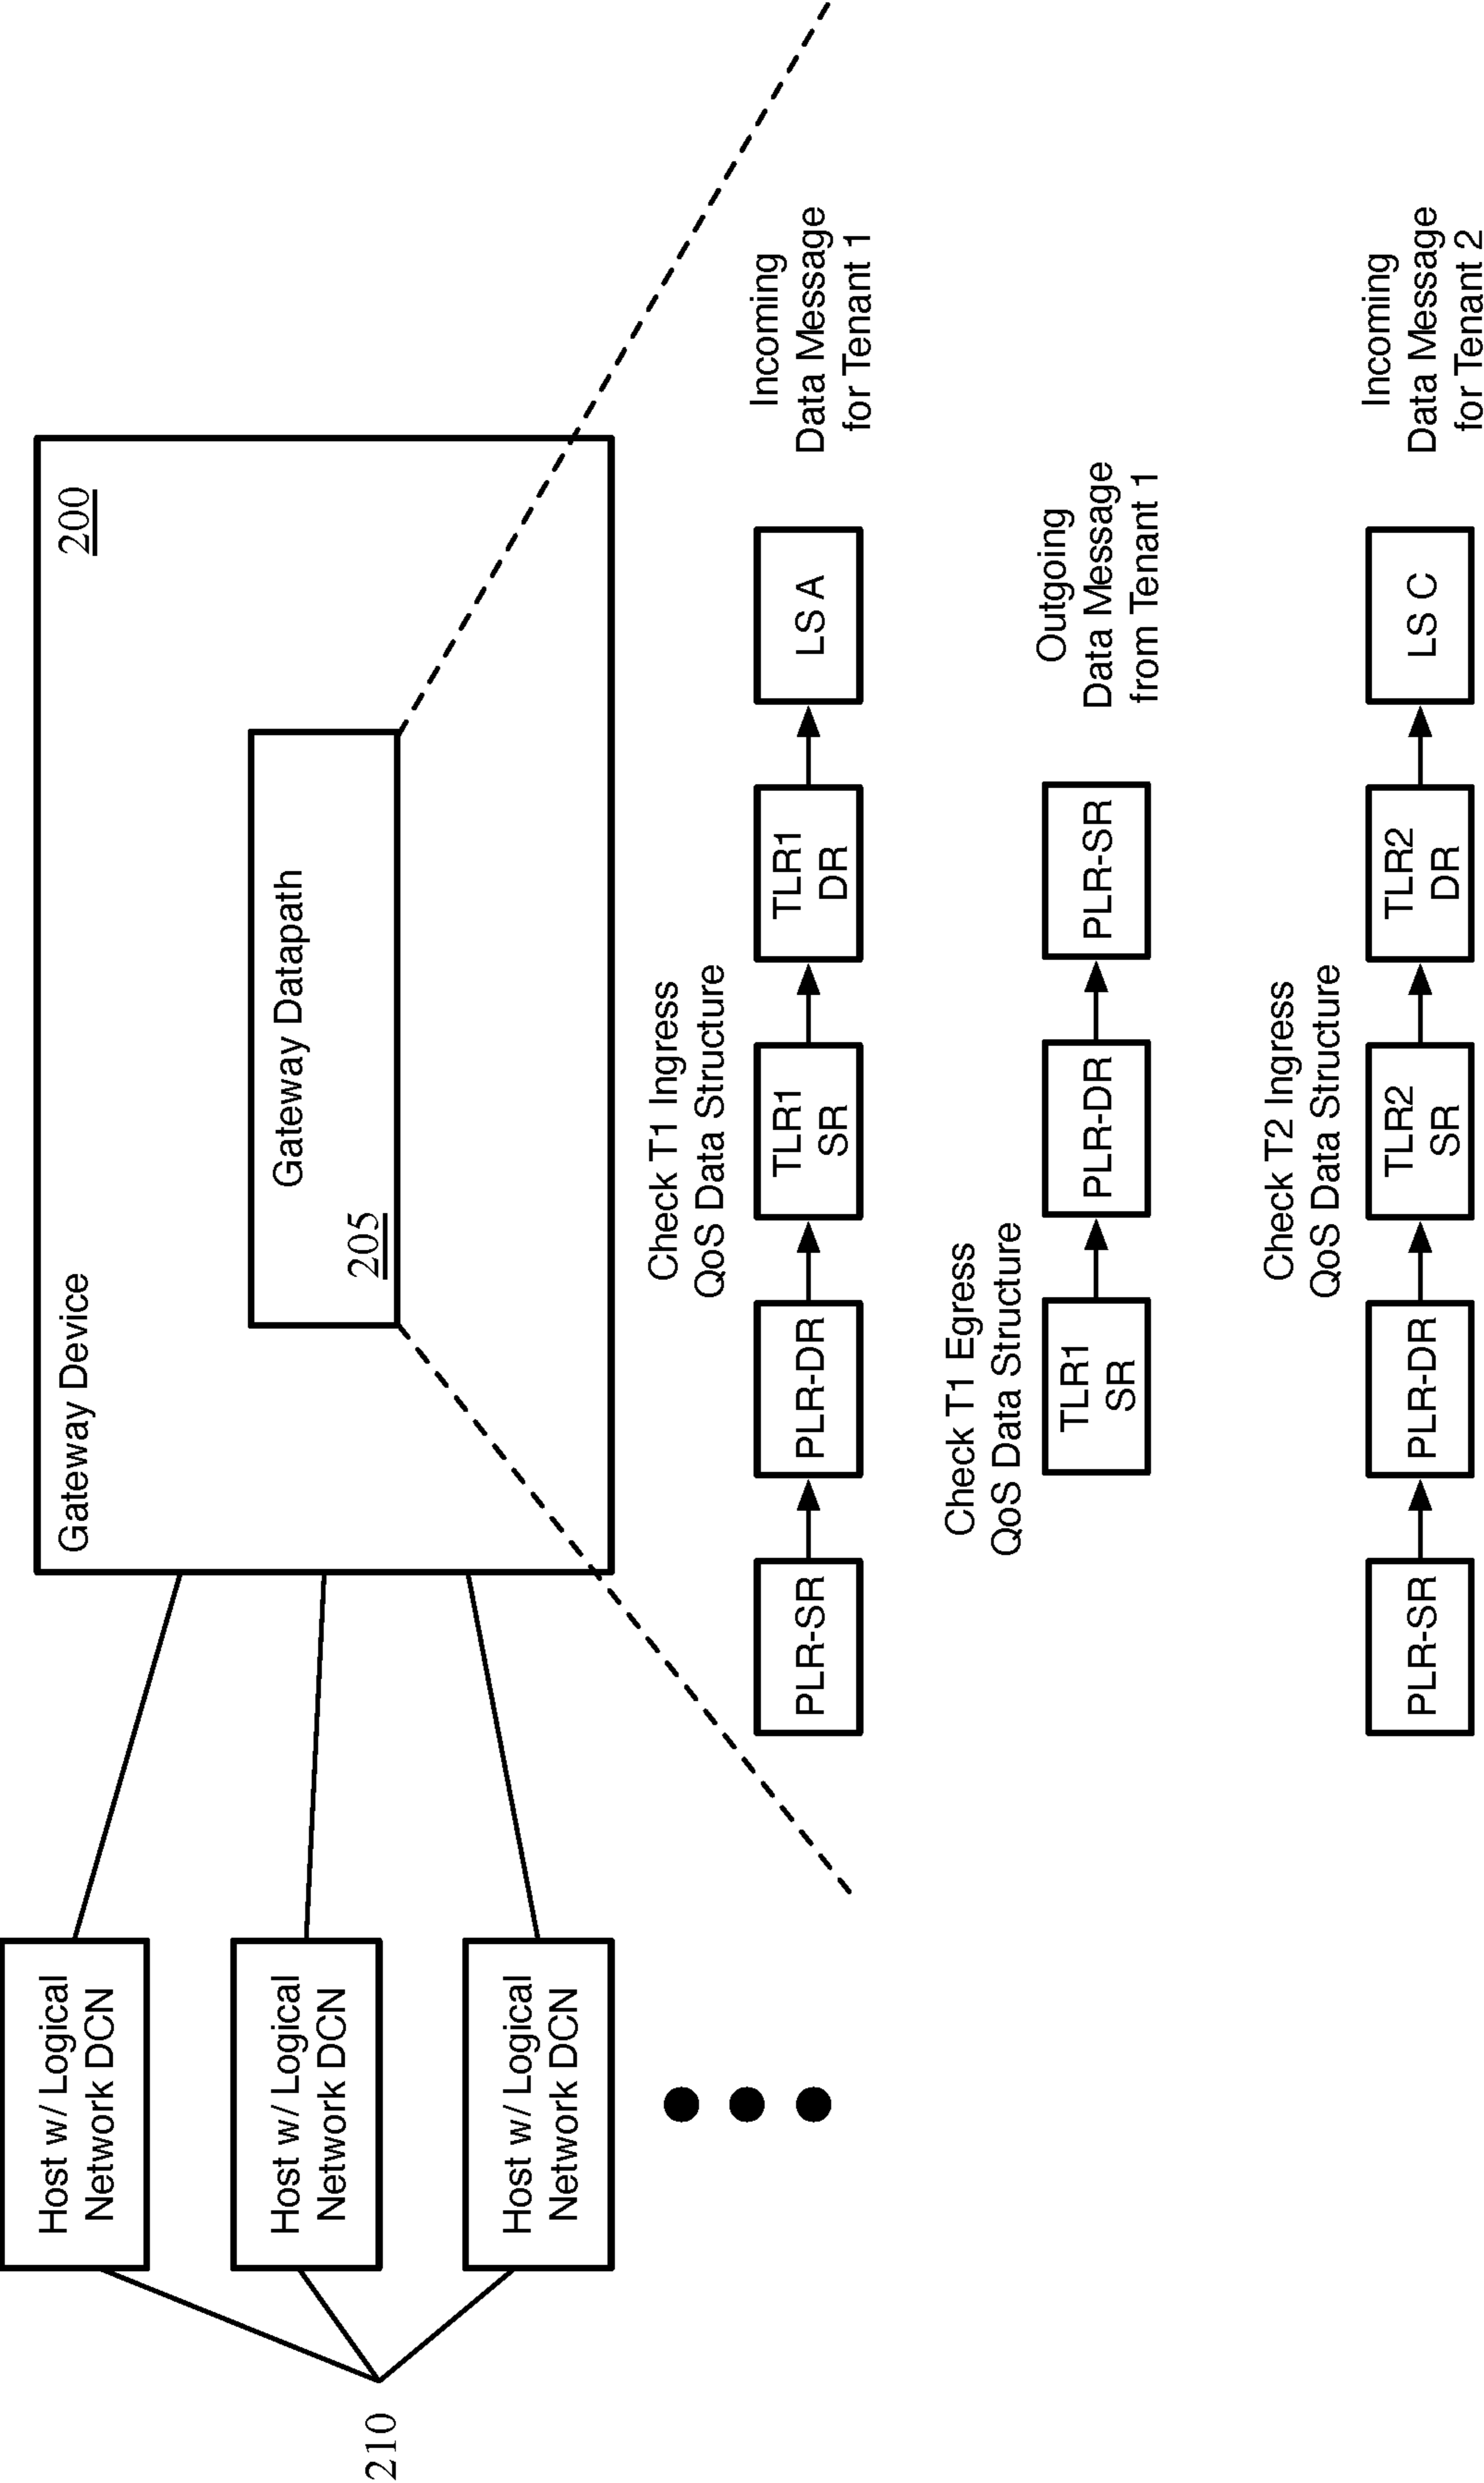 Host w/ Logical
Network DCN
Host w/ Logical
Network DCN
Host w/ Logical
Network DCN
210
Gateway Device
200
Gateway Datapath
205
Check T1 Ingress
QoS Data Structure
PLR-SR
PLR-DR
TLR1
SR
TLR1
DR
LS A
Incoming
Data Message
for Tenant 1
Check T1 Egress
QoS Data Structure
TLR1
SR
PLR-DR
PLR-SR
Outgoing
Data Message
from Tenant 1
Check T2 Ingress
QoS Data Structure
PLR-SR
PLR-DR
TLR2
SR
TLR2
DR
LS C
Incoming
Data Message
for Tenant 2